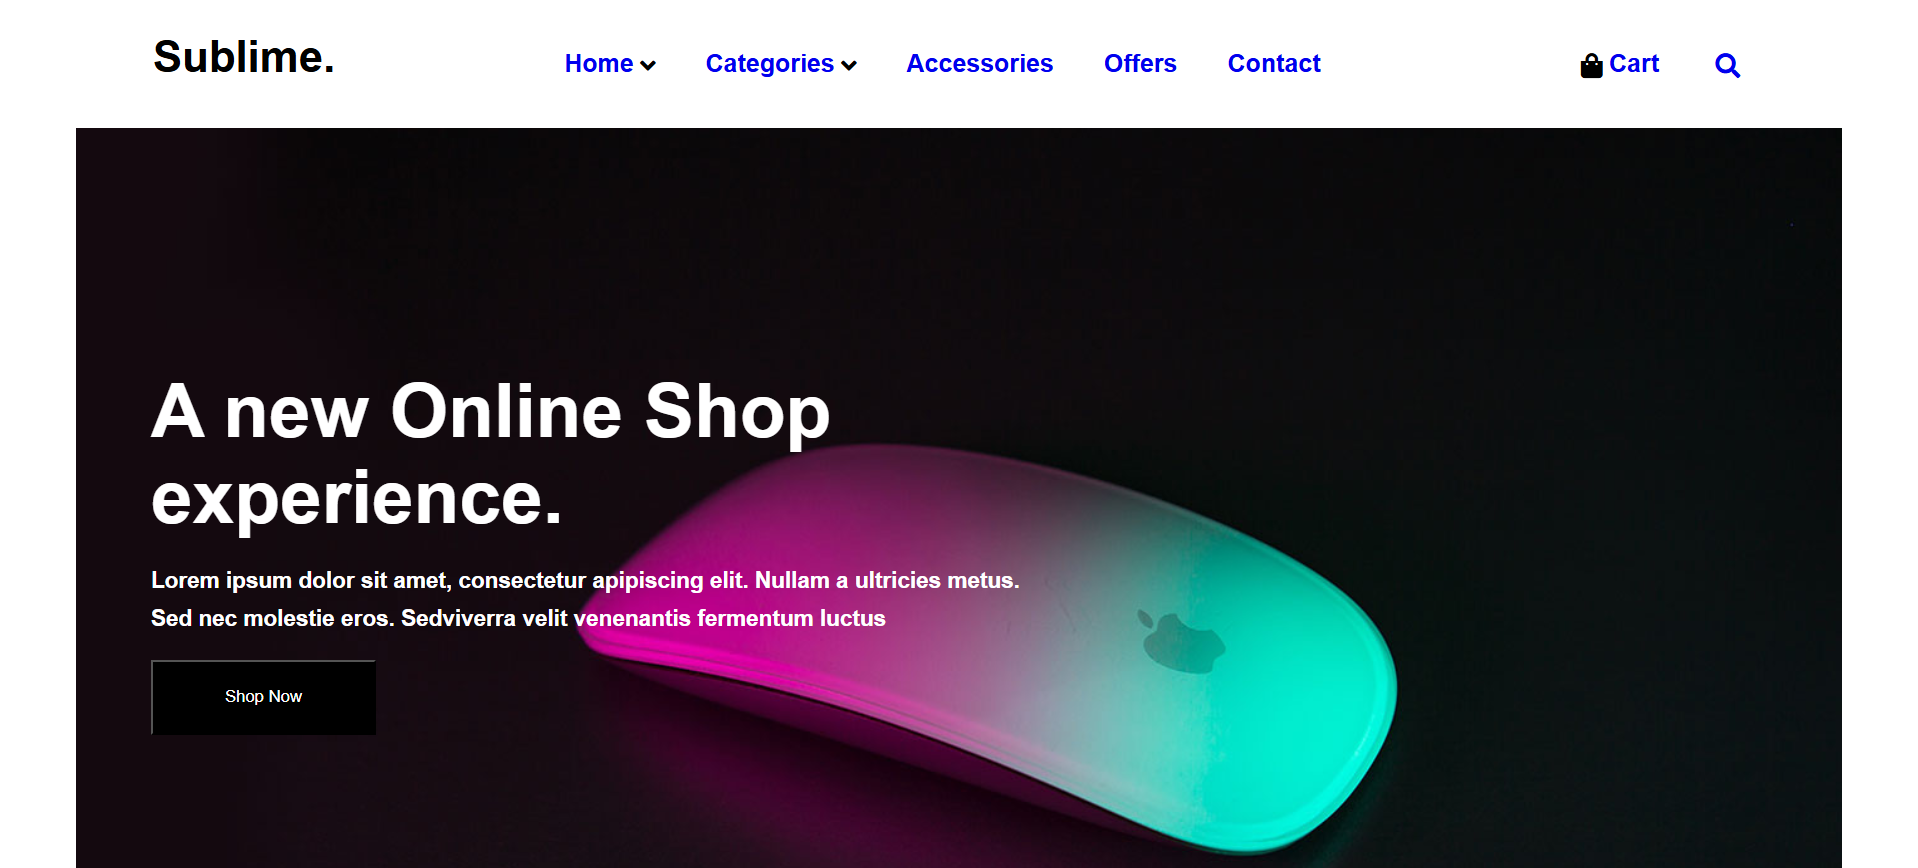 Sublime.
Home
Categories
Accessories
Offers
Contact
Cart
A new Online Shop
experience.
Lorem ipsum dolor sit amet, consectetur apipiscing elit. Nullam a ultricies metus.
Sed nec molestie eros. Sedviverra velit venenantis fermentum luctus
Shop Now